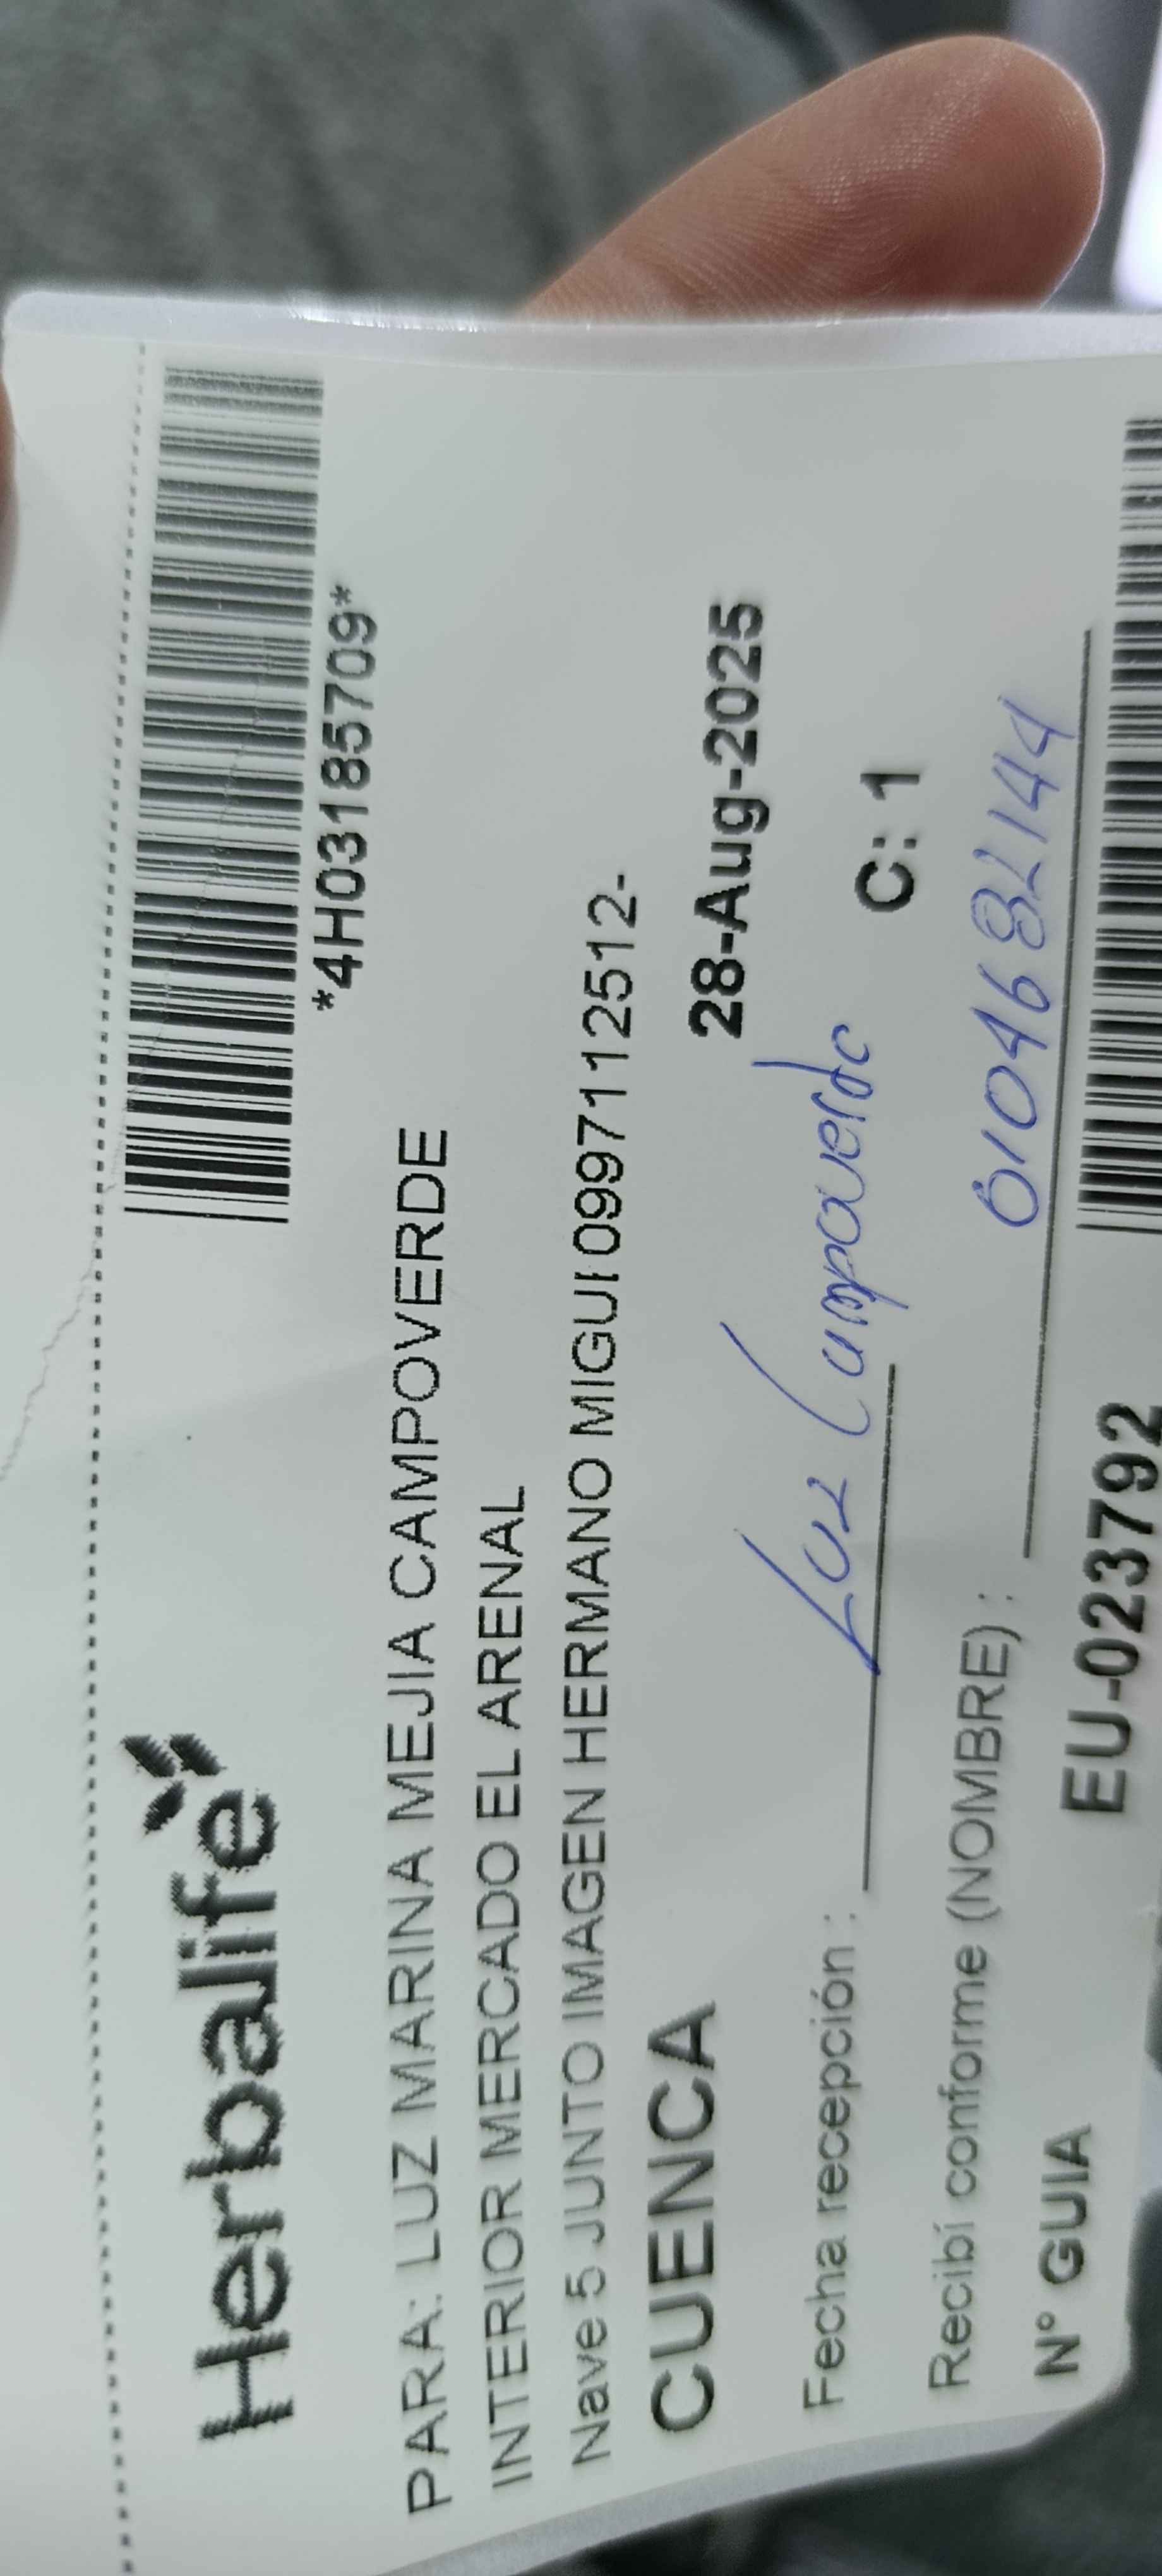 Herbalife
*4H03185709*
PARA: LUZ MARINA MEJIA CAMPOVERDE
INTERIOR MERCADO EL ARENAL
Nave 5 JUNTO IMAGEN HERMANO MIGUI 0997112512-
CUENCA 28-Aug-2025
Fecha recepción : Luz Campoverde C: 1
Recibí conforme (NOMBRE) : 0104682144
N° GUIA EU-023792